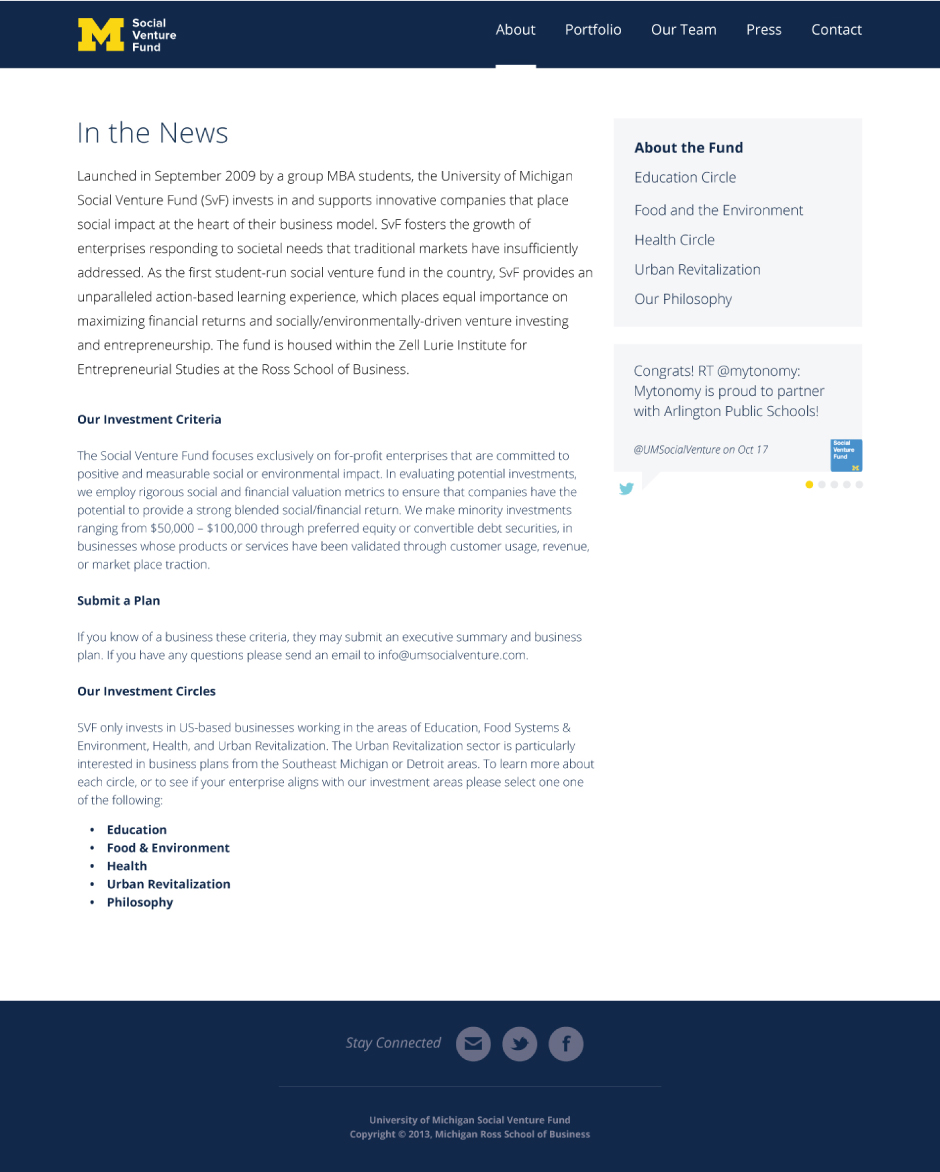 M Social
Venture
Fund
About Portfolio Our Team Press Contact
In the News
Launched in September 2009 by a group MBA students, the University of Michigan
Social Venture Fund (SvF) invests in and supports innovative companies that place
social impact at the heart of their business model. SvF fosters the growth of
enterprises responding to societal needs that traditional markets have insufficiently
addressed. As the first student-run social venture fund in the country, SvF provides an
unparalleled action-based learning experience, which places equal importance on
maximizing financial returns and socially/environmentally-driven venture investing
and entrepreneurship. The fund is housed within the Zell Lurie Institute for
Entrepreneurial Studies at the Ross School of Business.
Our Investment Criteria
The Social Venture Fund focuses exclusively on for-profit enterprises that are committed to
positive and measurable social or environmental impact. In evaluating potential investments,
we employ rigorous social and financial valuation metrics to ensure that companies have the
potential to provide a strong blended social/financial return. We make minority investments
ranging from $50,000 – $100,000 through preferred equity or convertible debt securities, in
businesses whose products or services have been validated through customer usage, revenue,
or market place traction.
Submit a Plan
If you know of a business these criteria, they may submit an executive summary and business
plan. If you have any questions please send an email to info@umsocialventure.com.
Our Investment Circles
SVF only invests in US-based businesses working in the areas of Education, Food Systems &
Environment, Health, and Urban Revitalization. The Urban Revitalization sector is particularly
interested in business plans from the Southeast Michigan or Detroit areas. To learn more about
each circle, or to see if your enterprise aligns with our investment areas please select one one
of the following:
• Education
• Food & Environment
• Health
• Urban Revitalization
• Philosophy
About the Fund
Education Circle
Food and the Environment
Health Circle
Urban Revitalization
Our Philosophy
Congrats! RT @mytonomy:
Mytonomy is proud to partner
with Arlington Public Schools!
@UMSocialVenture on Oct 17
Social
Venture
Fund
M
Stay Connected
University of Michigan Social Venture Fund
Copyright © 2013, Michigan Ross School of Business